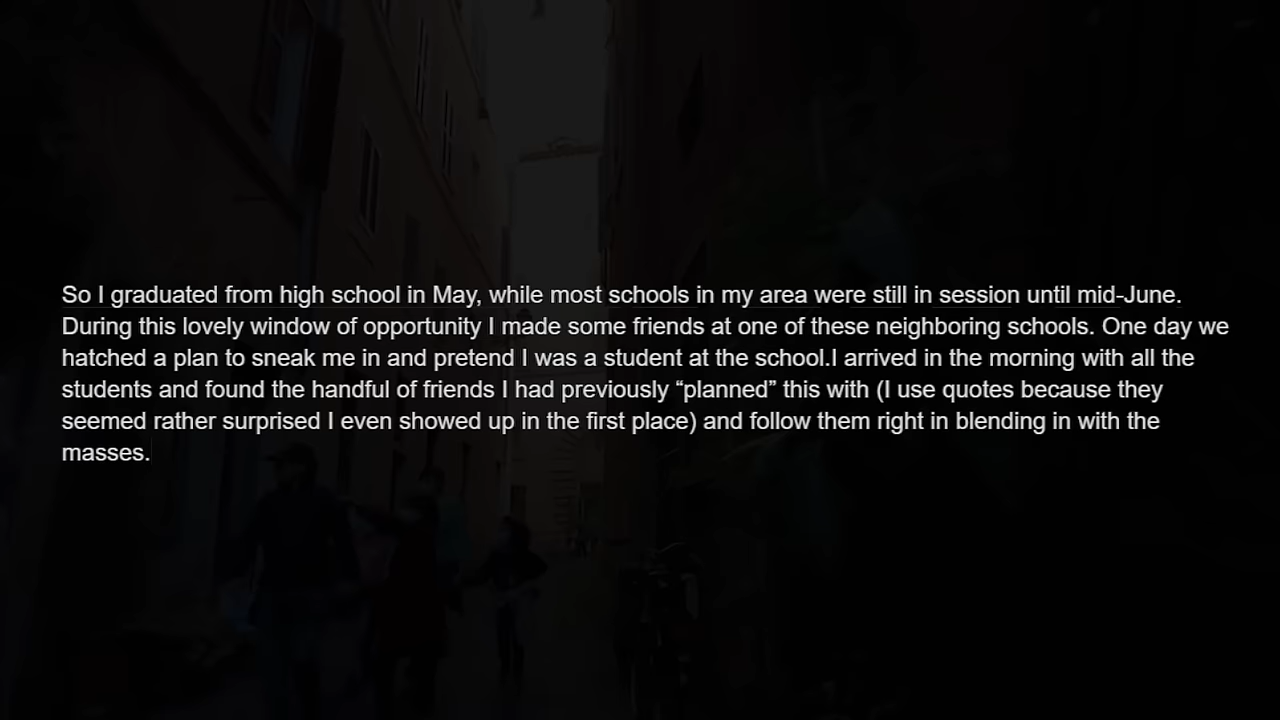 So I graduated from high school in May, while most schools in my area were still in session until mid-June.
During this lovely window of opportunity I made some friends at one of these neighboring schools. One day we
hatched a plan to sneak me in and pretend I was a student at the school.I arrived in the morning with all the
students and found the handful of friends I had previously “planned” this with (I use quotes because they
seemed rather surprised I even showed up in the first place) and follow them right in blending in with the
masses.